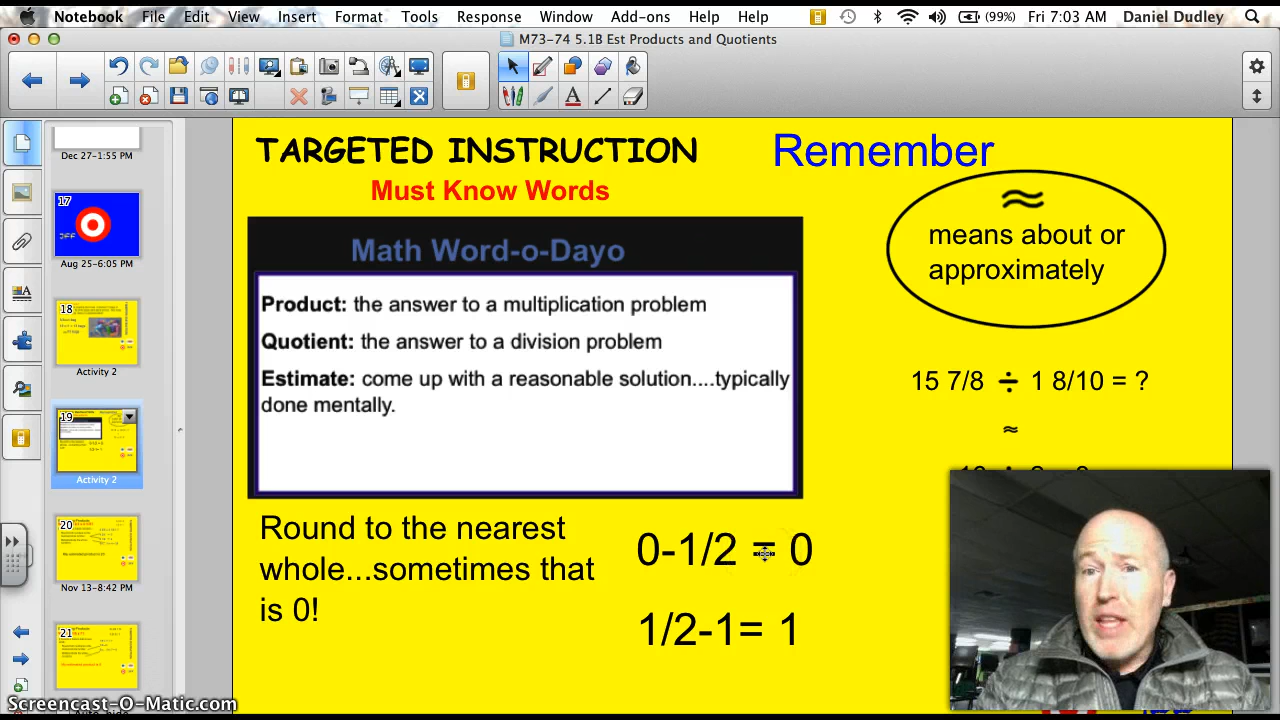 Notebook File Edit View Insert Format Tools Response Window Add-ons Help Help (99%) Fri 7:03 AM Daniel Dudley
M73-74 5.1B Est Products and Quotients
Dec 27-1:55 PM
17
OFF
Aug 25-6:05 PM
18
Activity 2
19
Activity 2
20
Nov 13-8:42 PM
21
TARGETED INSTRUCTION
Must Know Words
Math Word-o-Dayo
Product: the answer to a multiplication problem
Quotient: the answer to a division problem
Estimate: come up with a reasonable solution....typically
done mentally.
Round to the nearest
whole...sometimes that
is 0!
0-1/2 = 0
1/2-1= 1
Remember
≈
means about or
approximately
15 7/8 ÷ 1 8/10 = ?
≈
Screencast-O-Matic.com